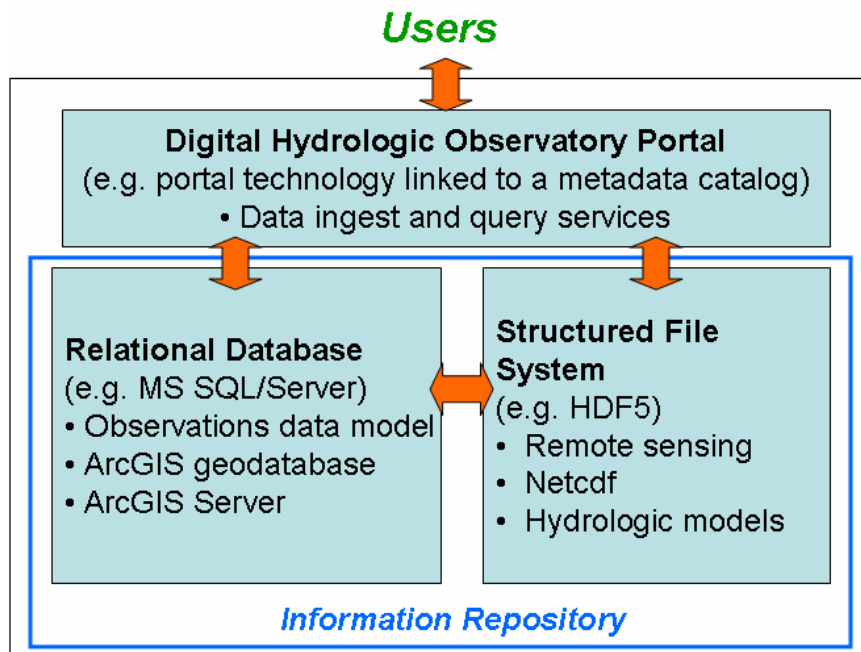 Users
Digital Hydrologic Observatory Portal
(e.g. portal technology linked to a metadata catalog)
• Data ingest and query services
Relational Database
(e.g. MS SQL/Server)
• Observations data model
• ArcGIS geodatabase
• ArcGIS Server
Structured File
System
(e.g. HDF5)
• Remote sensing
• Netcdf
• Hydrologic models
Information Repository